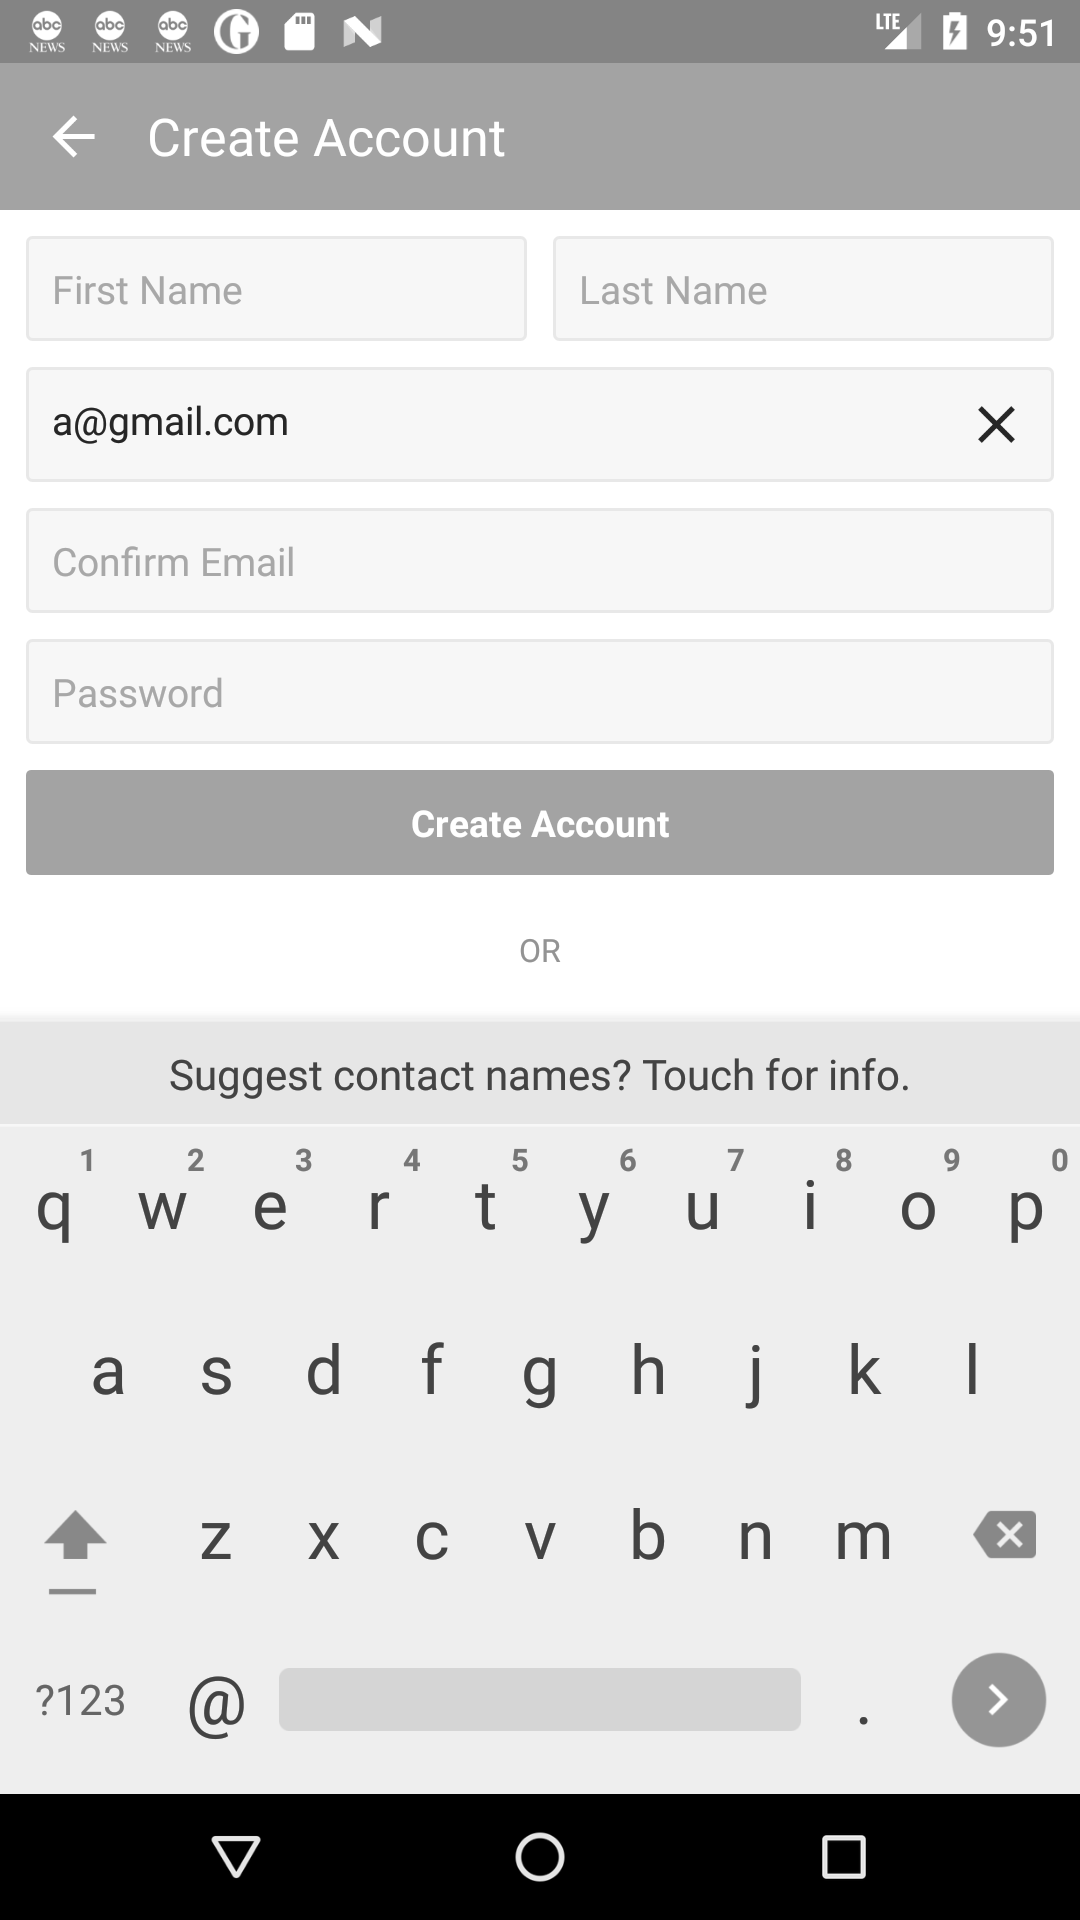 abc NEWS abc NEWS abc NEWS G N LTE 9:51
Create Account
First Name Last Name
a@gmail.com
Confirm Email
Password
Create Account
OR
Suggest contact names? Touch for info.
1 2 3 4 5 6 7 8 9 0
q w e r t y u i o p
a s d f g h j k l
z x c v b n m
?123 @ .